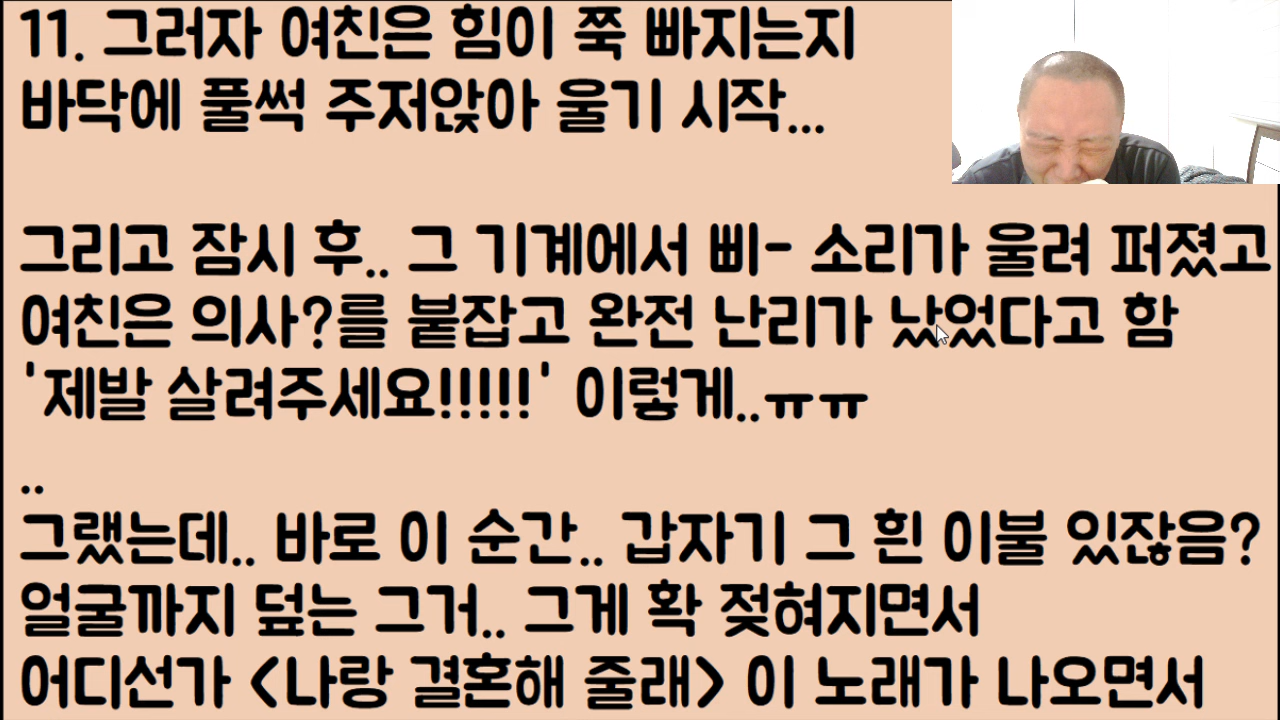 11. 그러자 여친은 힘이 쭉 빠지는지
바닥에 풀썩 주저앉아 울기 시작...
그리고 잠시 후.. 그 기계에서 삐- 소리가 울려 퍼졌고
여친은 의사?를 붙잡고 완전 난리가 났었다고 함
'제발 살려주세요!!!!!' 이렇게..ㅠㅠ
..
그랬는데.. 바로 이 순간.. 갑자기 그 흰 이불 있잖음?
얼굴까지 덮는 그거.. 그게 확 젖혀지면서
어디선가 <나랑 결혼해 줄래> 이 노래가 나오면서